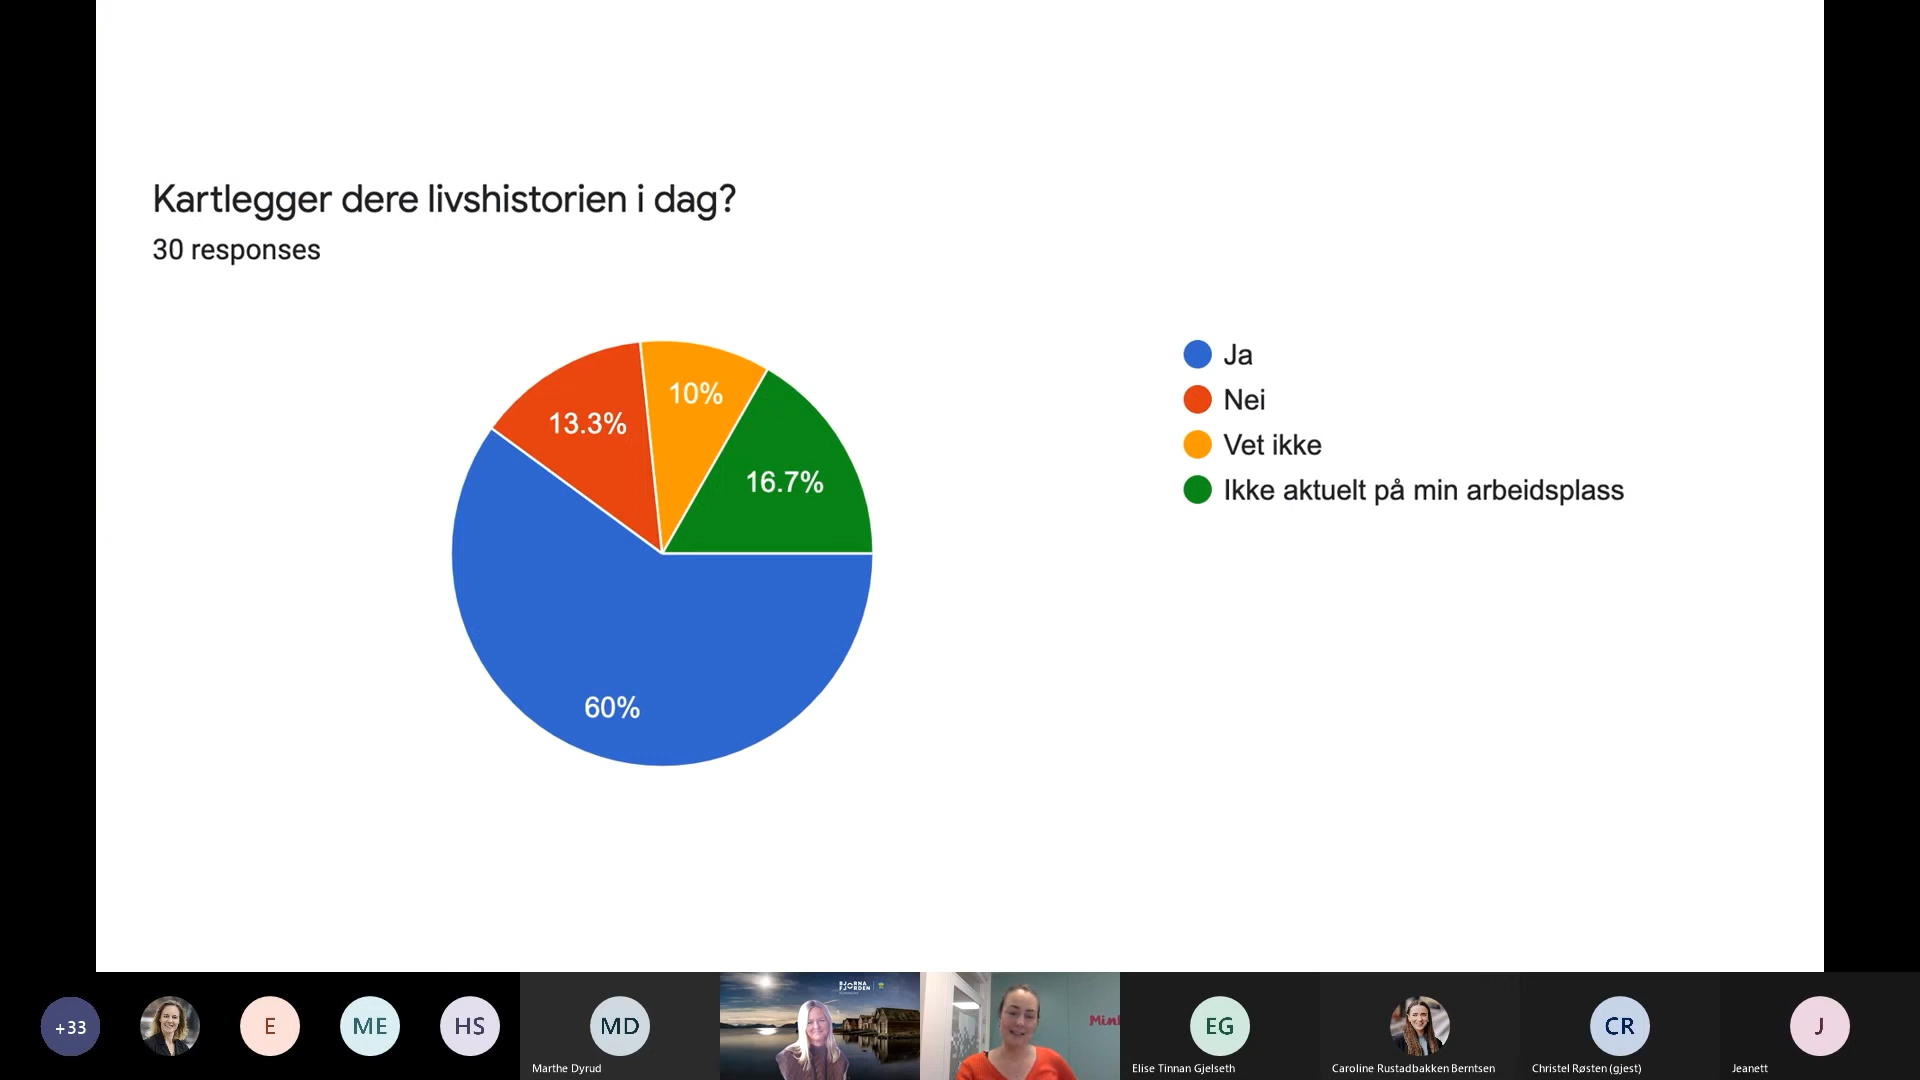 Kartlegger dere livshistorien i dag?
30 responses
Ja
Nei
Vet ikke
Ikke aktuelt på min arbeidsplass
10%
13.3%
16.7%
60%
+33
E
ME
HS
MD
Marthe Dyrud
BJØRNA
FJORDEN
EG
Elise Tinnan Gjelseth
Caroline Rustadbakken Berntsen
CR
Christel Røsten (gjest)
J
Jeanett